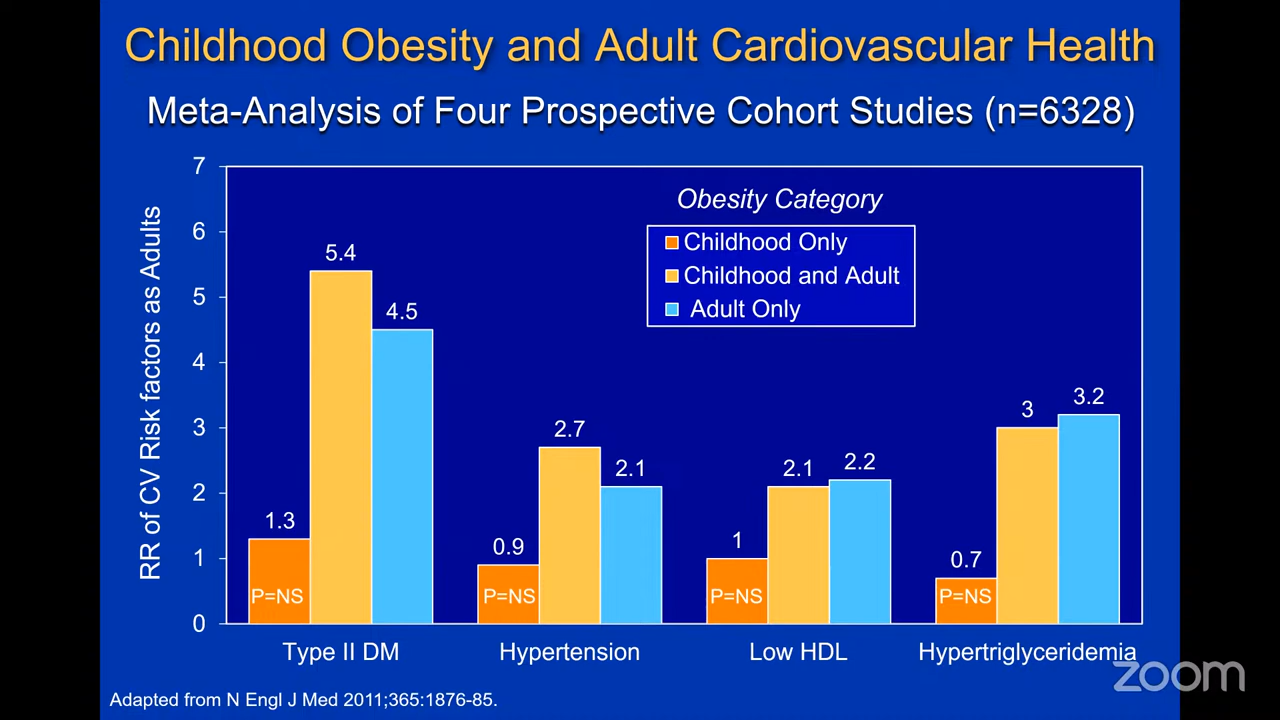 Childhood Obesity and Adult Cardiovascular Health
Meta-Analysis of Four Prospective Cohort Studies (n=6328)
RR of CV Risk factors as Adults
7
6
5
4
3
2
1
0
Obesity Category
Childhood Only
Childhood and Adult
Adult Only
1.3
5.4
4.5
0.9
2.7
2.1
1
2.1
2.2
0.7
3
3.2
P=NS
P=NS
P=NS
P=NS
Type II DM
Hypertension
Low HDL
Hypertriglyceridemia
Adapted from N Engl J Med 2011;365:1876-85.
zoom